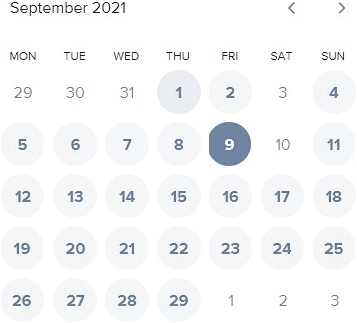 September 2021
MON TUE WED THU FRI SAT SUN
29 30 31 1 2 3 4
5 6 7 8 9 10 11
12 13 14 15 16 17 18
19 20 21 22 23 24 25
26 27 28 29 1 2 3